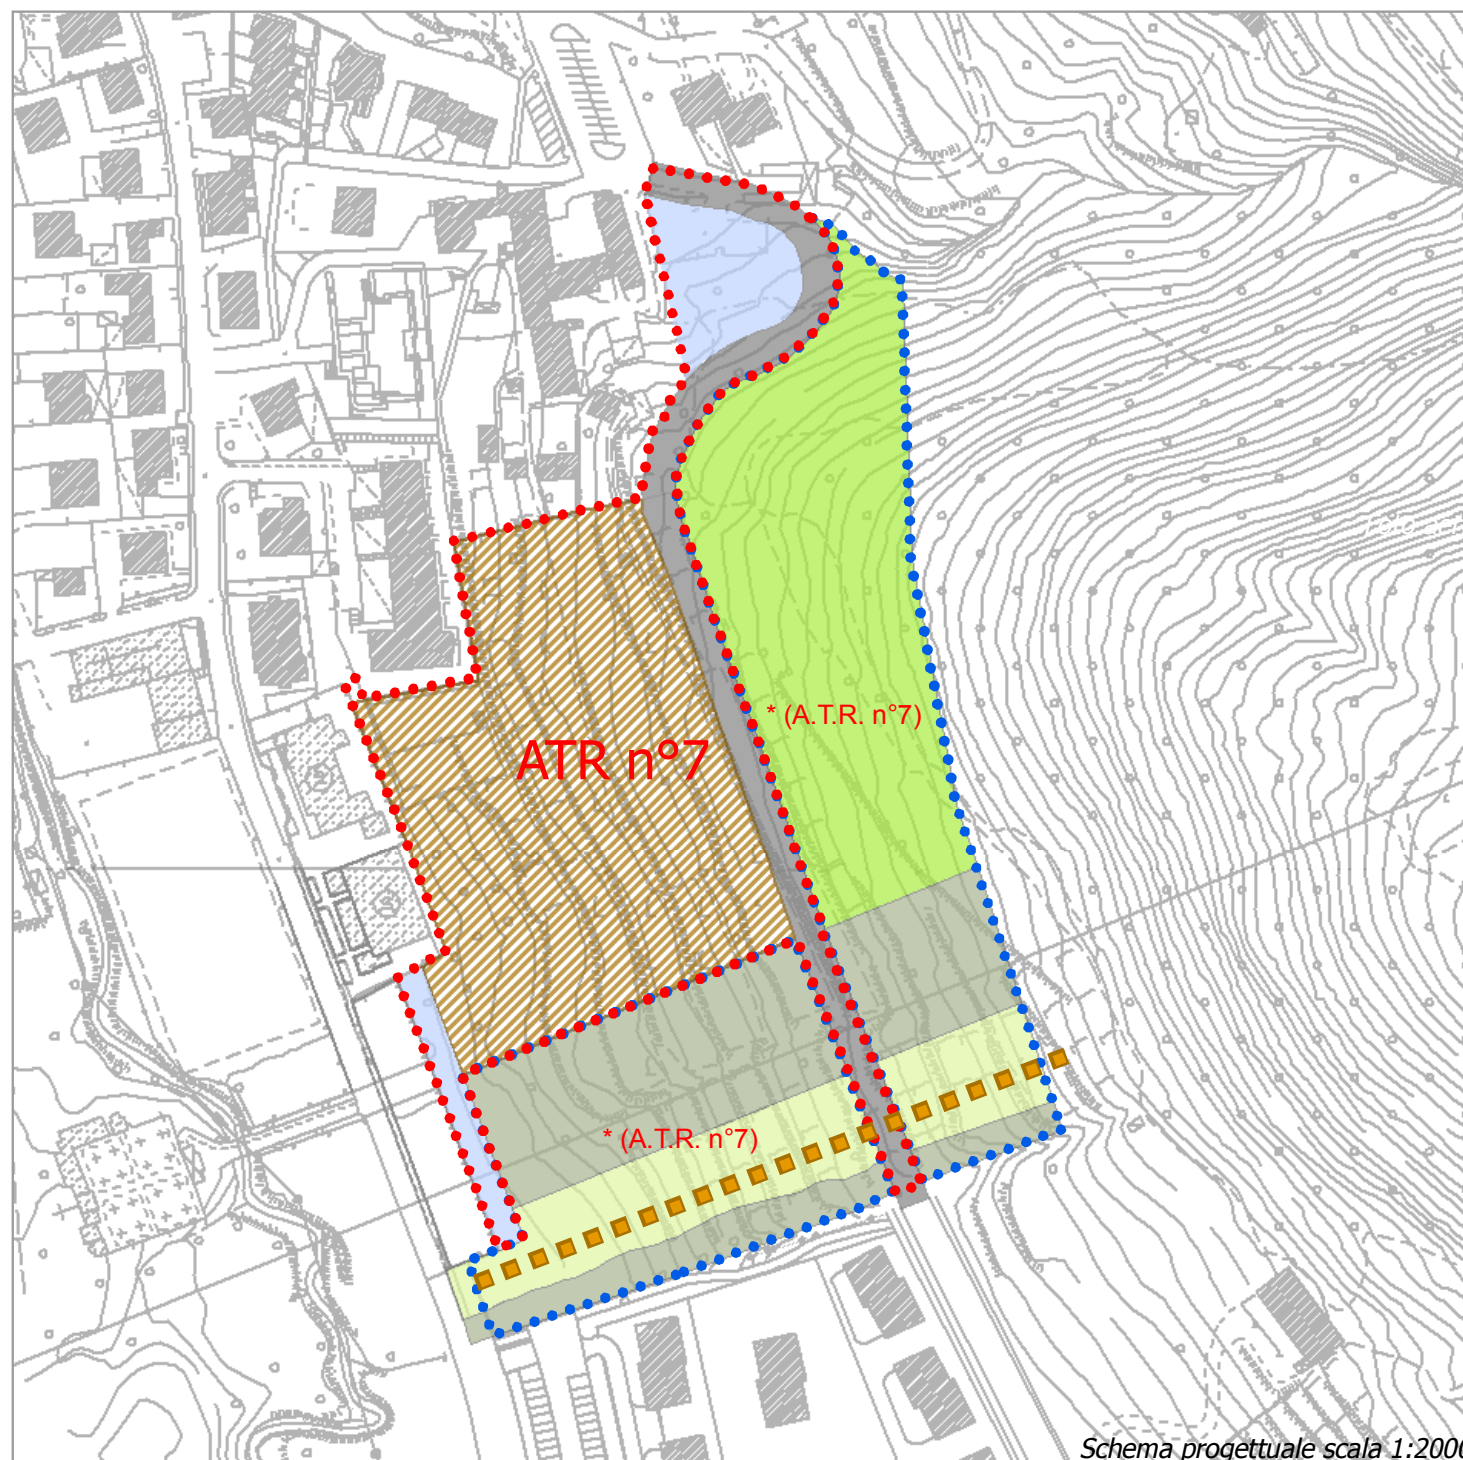 * (A.T.R. n°7)
ATR n°7
* (A.T.R. n°7)
Schema progettuale scala 1:2000